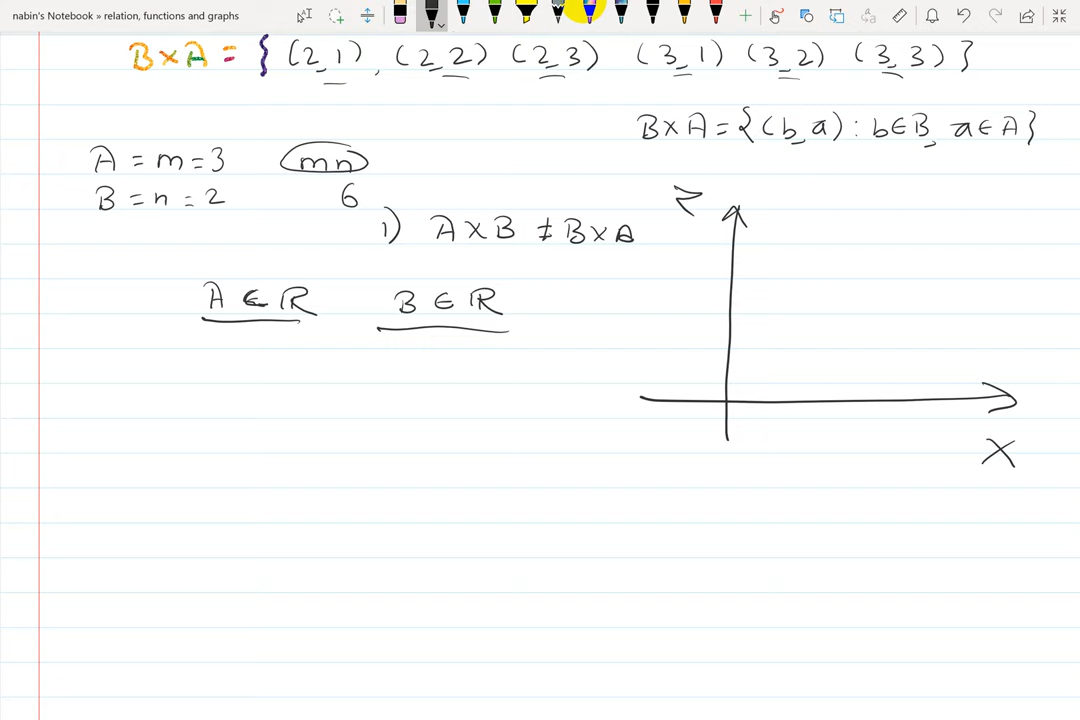 nabin's Notebook » relation, functions and graphs
B×A = { (2,1), (2,2) (2,3) (3,1) (3,2) (3,3) }
B×A = {(b,a) : b∈B, a∈A}
A = m = 3 mn
B = n = 2 6
1) A×B ≠ B×A
A ∈ R B ∈ R
X